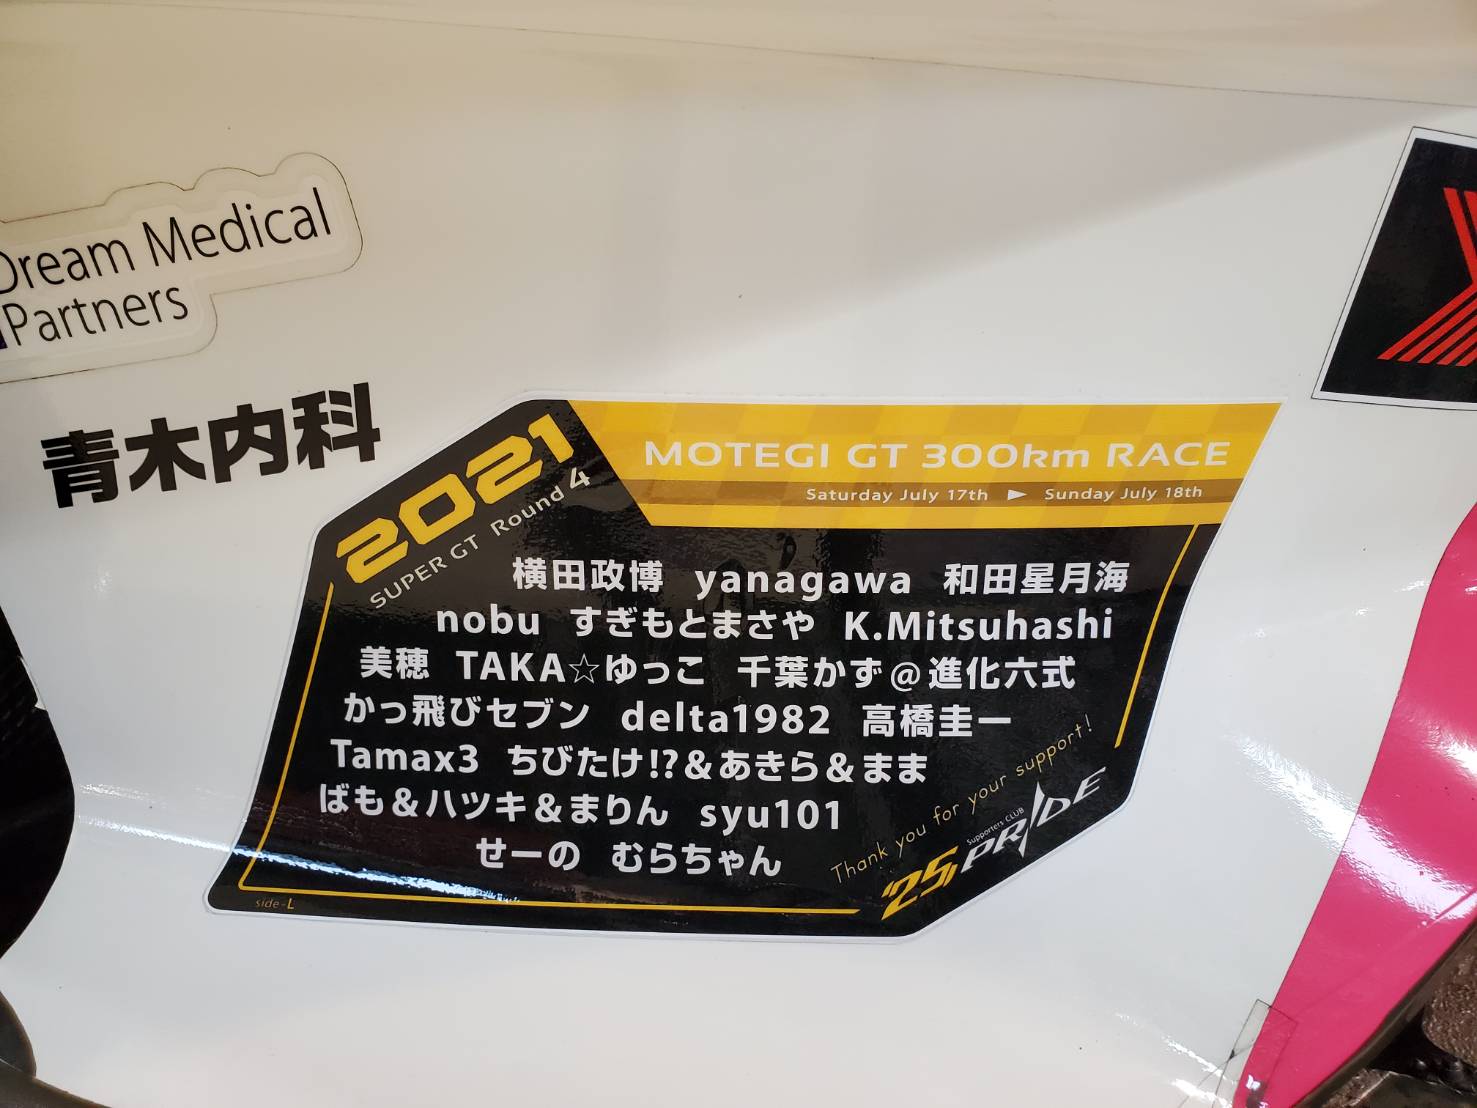 Dream Medical
Partners
青木内科
2021
SUPER GT Round 4
MOTEGI GT 300km RACE
Saturday July 17th ▶ Sunday July 18th
横田政博 yanagawa 和田星月海
nobu すぎもとまさや K.Mitsuhashi
美穂 TAKA☆ゆっこ 千葉かず@進化六式
かっ飛びセブン delta1982 高橋圭一
Tamax3 ちびたけ!?&あきら&まま
ばも&ハツキ&まりん syu101
せーの むらちゃん
Thank you for your support!
Supporters CLUB
'25, PRIDE
side-L